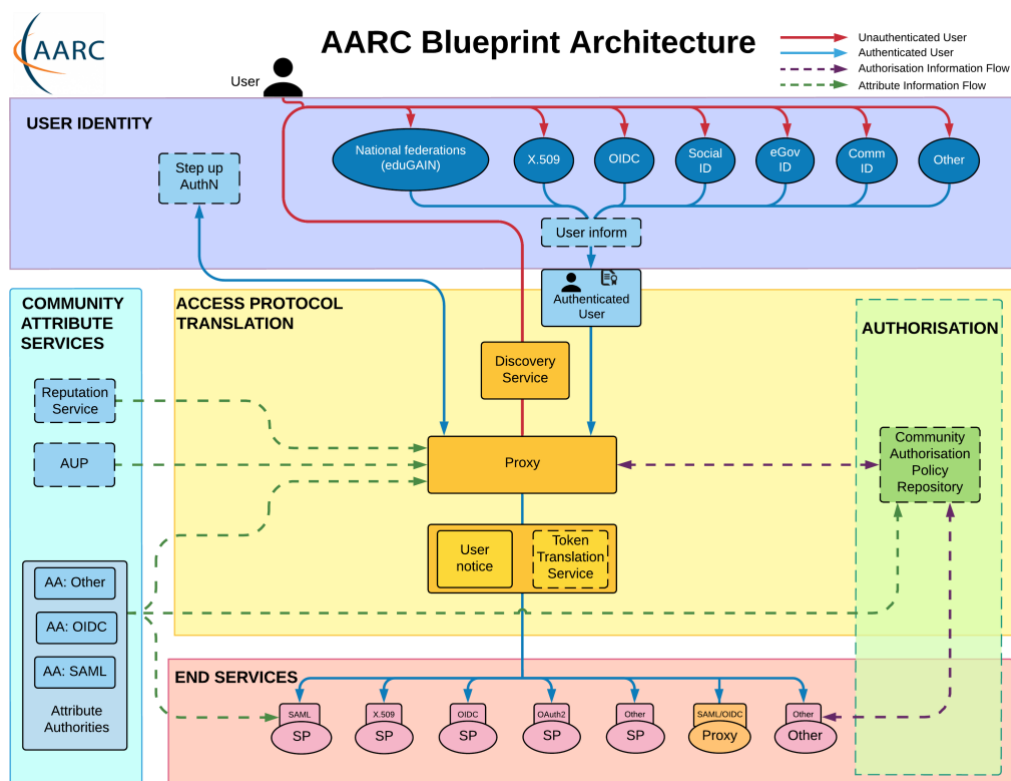 AARC
AARC Blueprint Architecture
Unauthenticated User
Authenticated User
Authorisation Information Flow
Attribute Information Flow
User
USER IDENTITY
National federations
(eduGAIN)
X.509
OIDC
Social
ID
eGov
ID
Comm
ID
Other
Step up
AuthN
User inform
Authenticated
User
COMMUNITY
ATTRIBUTE
SERVICES
ACCESS PROTOCOL
TRANSLATION
AUTHORISATION
Discovery
Service
Reputation
Service
AUP
Proxy
Community
Authorisation
Policy
Repository
User
notice
Token
Translation
Service
AA: Other
AA: OIDC
AA: SAML
Attribute
Authorities
END SERVICES
SAML
SP
X.509
SP
OIDC
SP
OAuth2
SP
Other
SP
SAML/OIDC
Proxy
Other
Other